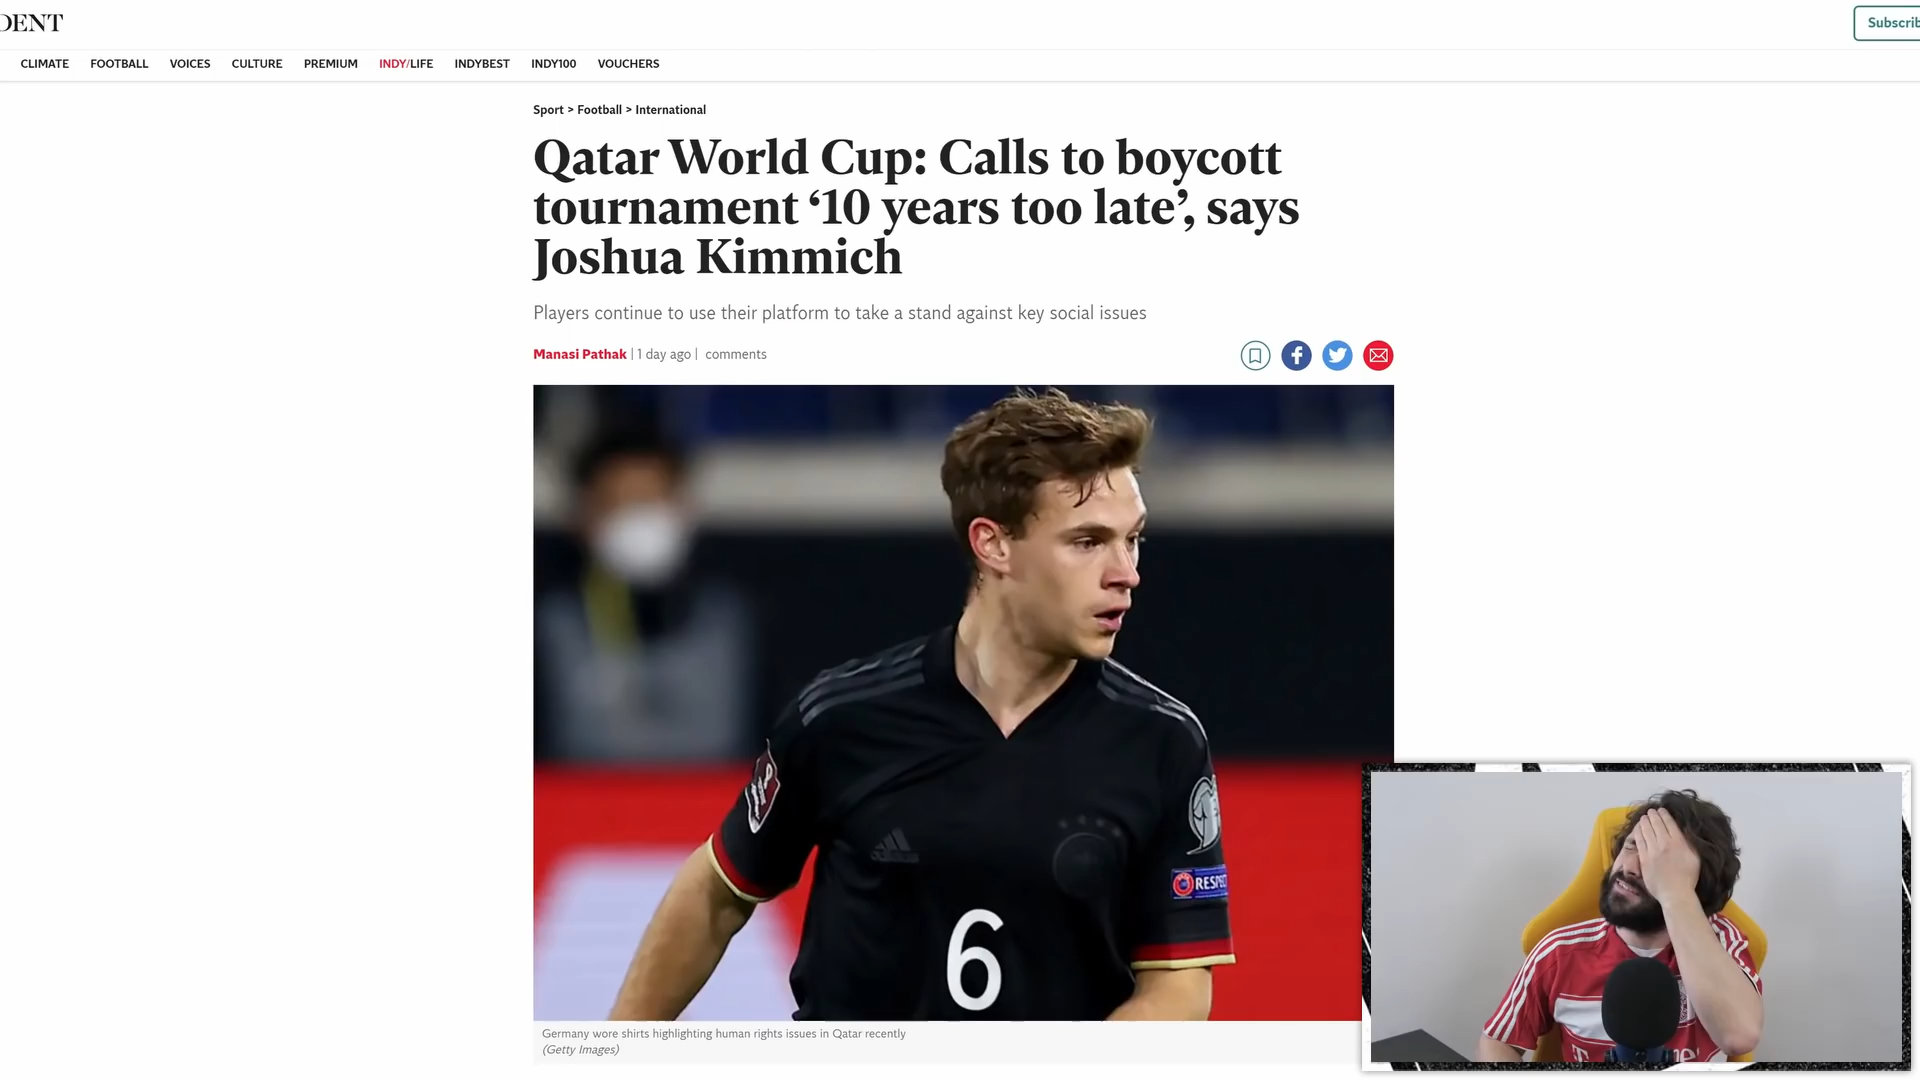 DENT
Subscrib
CLIMATE FOOTBALL VOICES CULTURE PREMIUM INDY/LIFE INDYBEST INDY100 VOUCHERS
Sport > Football > International
Qatar World Cup: Calls to boycott
tournament ‘10 years too late’, says
Joshua Kimmich
Players continue to use their platform to take a stand against key social issues
Manasi Pathak | 1 day ago | comments
adidas
RESPE
6
Germany wore shirts highlighting human rights issues in Qatar recently
(Getty Images)